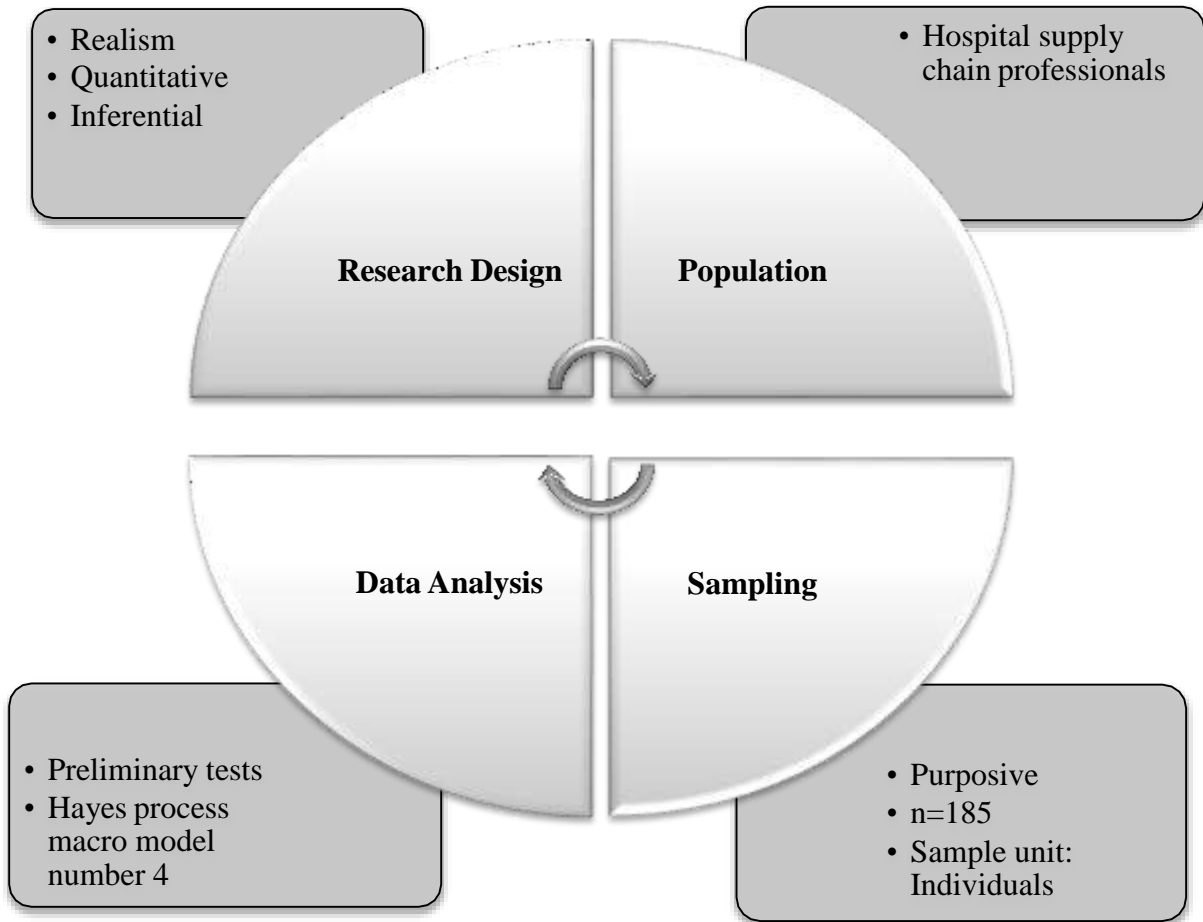 • Realism
• Quantitative
• Inferential
• Hospital supply
chain professionals
Research Design
Population
Data Analysis
Sampling
• Preliminary tests
• Hayes process
macro model
number 4
• Purposive
• n=185
• Sample unit:
Individuals